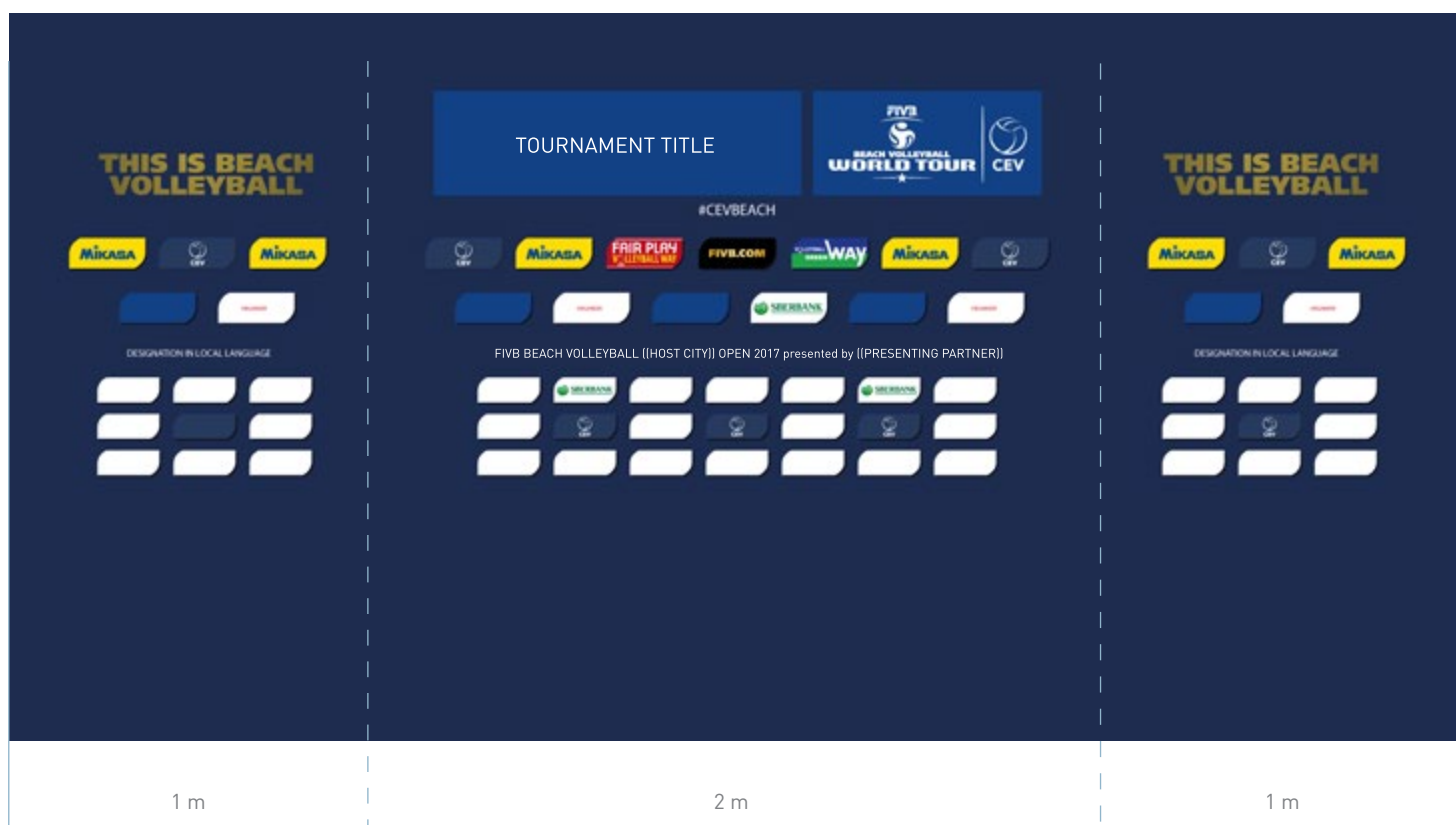 THIS IS BEACH
VOLLEYBALL
MIKASA
CEV
MIKASA
DESIGNATION IN LOCAL LANGUAGE
TOURNAMENT TITLE
FIVB
BEACH VOLLEYBALL
WORLD TOUR
CEV
#CEVBEACH
CEV
MIKASA
FAIR PLAY
VOLLEYBALL WAY
FIVB.COM
GREEN WAY
MIKASA
CEV
SBERBANK
FIVB BEACH VOLLEYBALL ((HOST CITY)) OPEN 2017 presented by ((PRESENTING PARTNER))
SBERBANK
SBERBANK
CEV
CEV
CEV
THIS IS BEACH
VOLLEYBALL
MIKASA
CEV
MIKASA
DESIGNATION IN LOCAL LANGUAGE
CEV
1 m
2 m
1 m